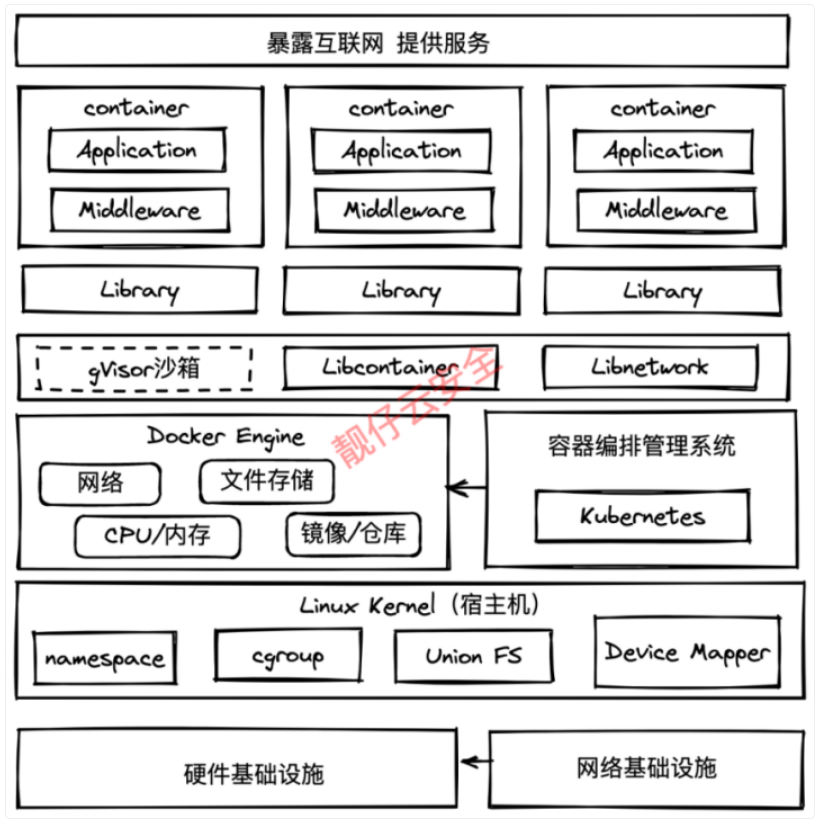 暴露互联网 提供服务
container
Application
Middleware
container
Application
Middleware
container
Application
Middleware
Library
Library
Library
gVisor沙箱
Libcontainer
Libnetwork
靓仔云安全
Docker Engine
网络
文件存储
CPU/内存
镜像/仓库
容器编排管理系统
Kubernetes
Linux Kernel（宿主机）
namespace
cgroup
Union FS
Device Mapper
硬件基础设施
网络基础设施